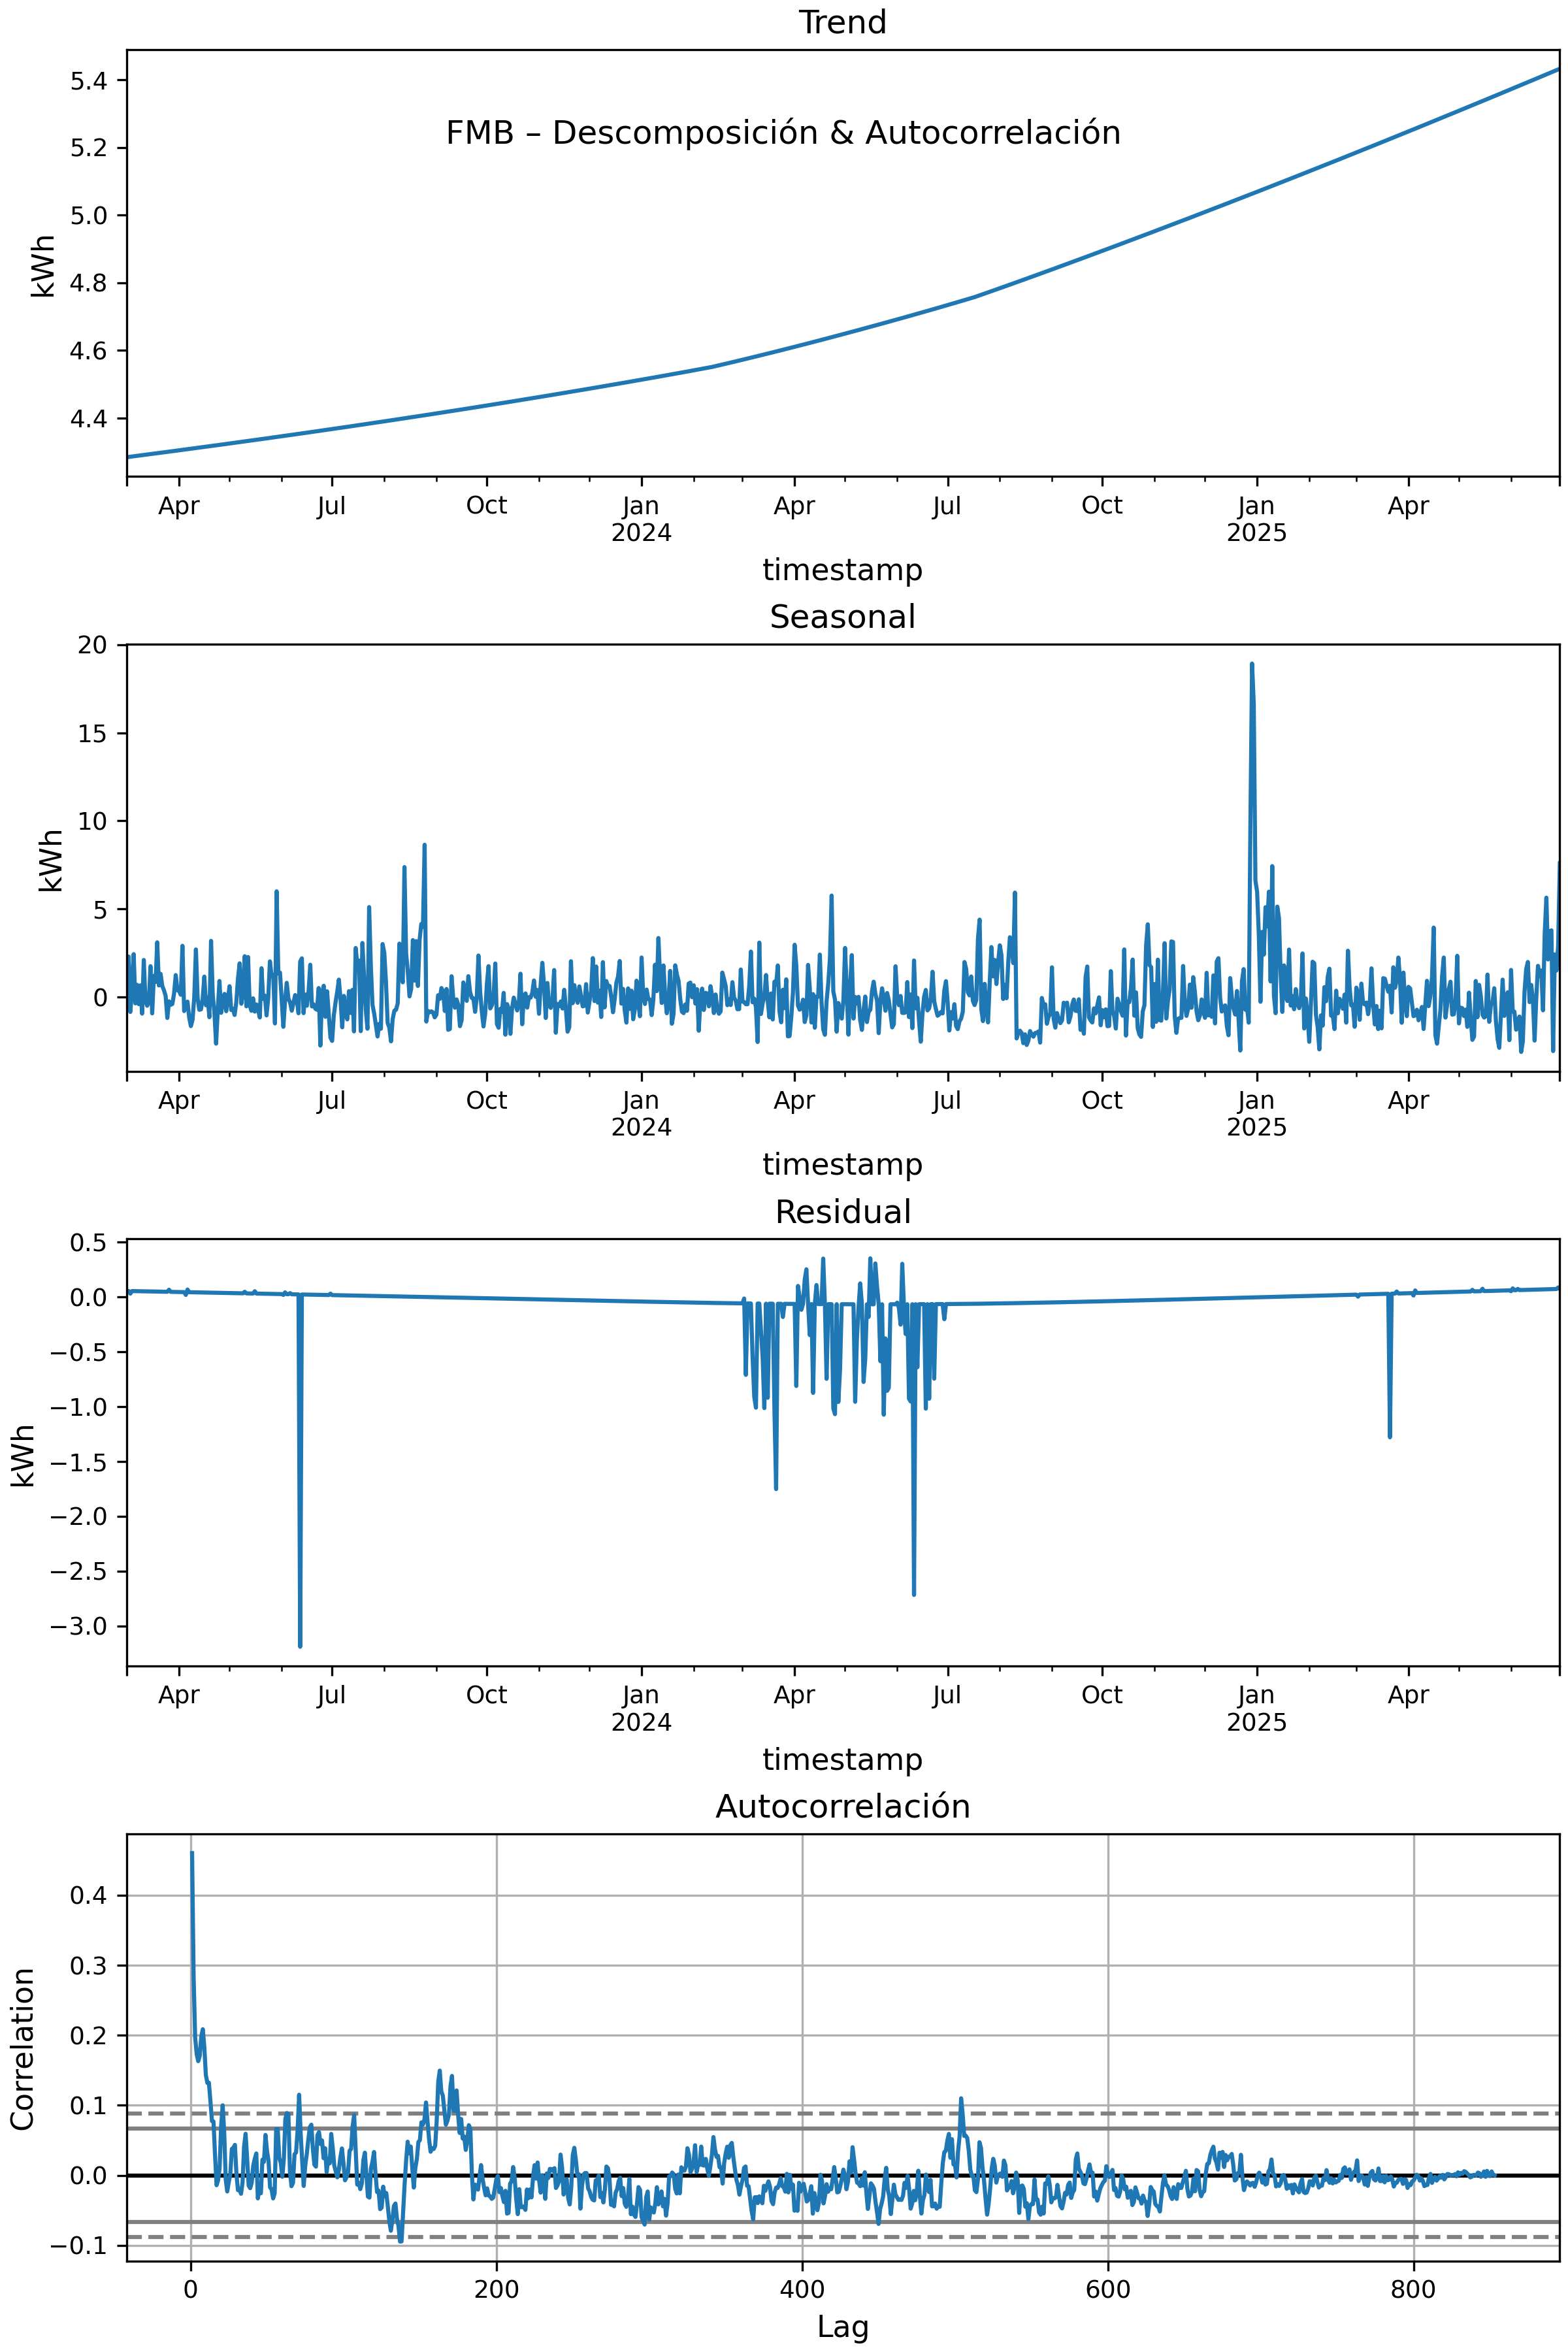 Trend
5.4
5.2
5.0
4.8
4.6
4.4
kWh
FMB – Descomposición & Autocorrelación
Apr Jul Oct Jan Apr Jul Oct Jan Apr
2024 2025
timestamp
Seasonal
20
15
10
5
0
kWh
Apr Jul Oct Jan Apr Jul Oct Jan Apr
2024 2025
timestamp
Residual
0.5
0.0
−0.5
−1.0
−1.5
−2.0
−2.5
−3.0
kWh
Apr Jul Oct Jan Apr Jul Oct Jan Apr
2024 2025
timestamp
Autocorrelación
0.4
0.3
0.2
0.1
0.0
−0.1
Correlation
0 200 400 600 800
Lag